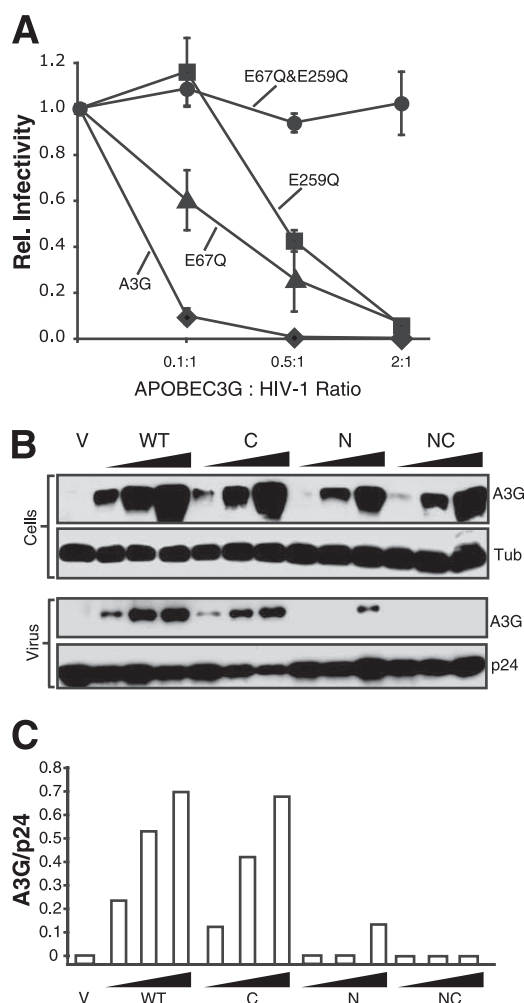 A
Rel. Infectivity
1.2
1.0
0.8
0.6
0.4
0.2
0.0
E67Q&E259Q
E259Q
E67Q
A3G
0.1:1 0.5:1 2:1
APOBEC3G : HIV-1 Ratio
B
V WT C N NC
Cells
A3G
Tub
Virus
A3G
p24
C
A3G/p24
0.8
0.7
0.6
0.5
0.4
0.3
0.2
0.1
0
V WT C N NC